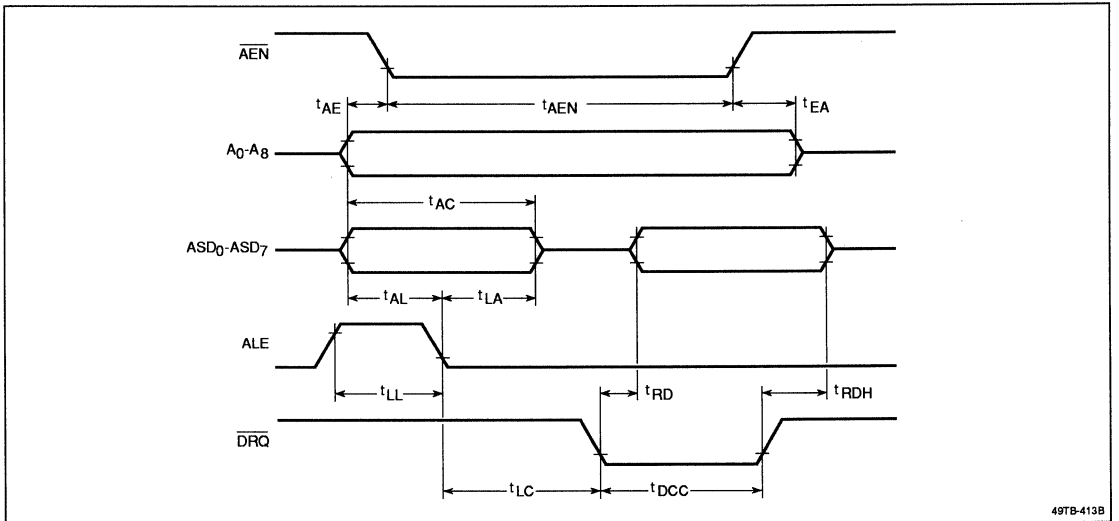 AEN
tAE
tAEN
tEA
A0-A8
tAC
ASD0-ASD7
tAL
tLA
ALE
tLL
tRD
tRDH
DRQ
tLC
tDCC
49TB-413B